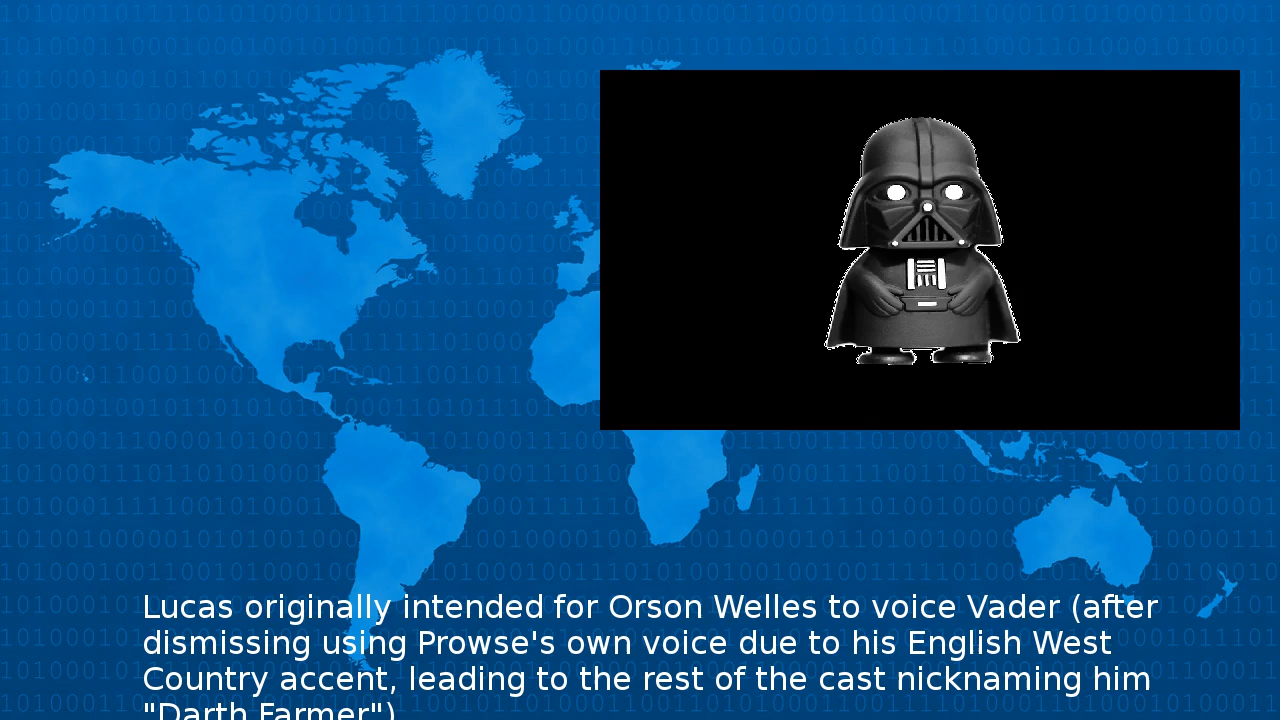 Lucas originally intended for Orson Welles to voice Vader (after
dismissing using Prowse's own voice due to his English West
Country accent, leading to the rest of the cast nicknaming him
"Darth Farmer")